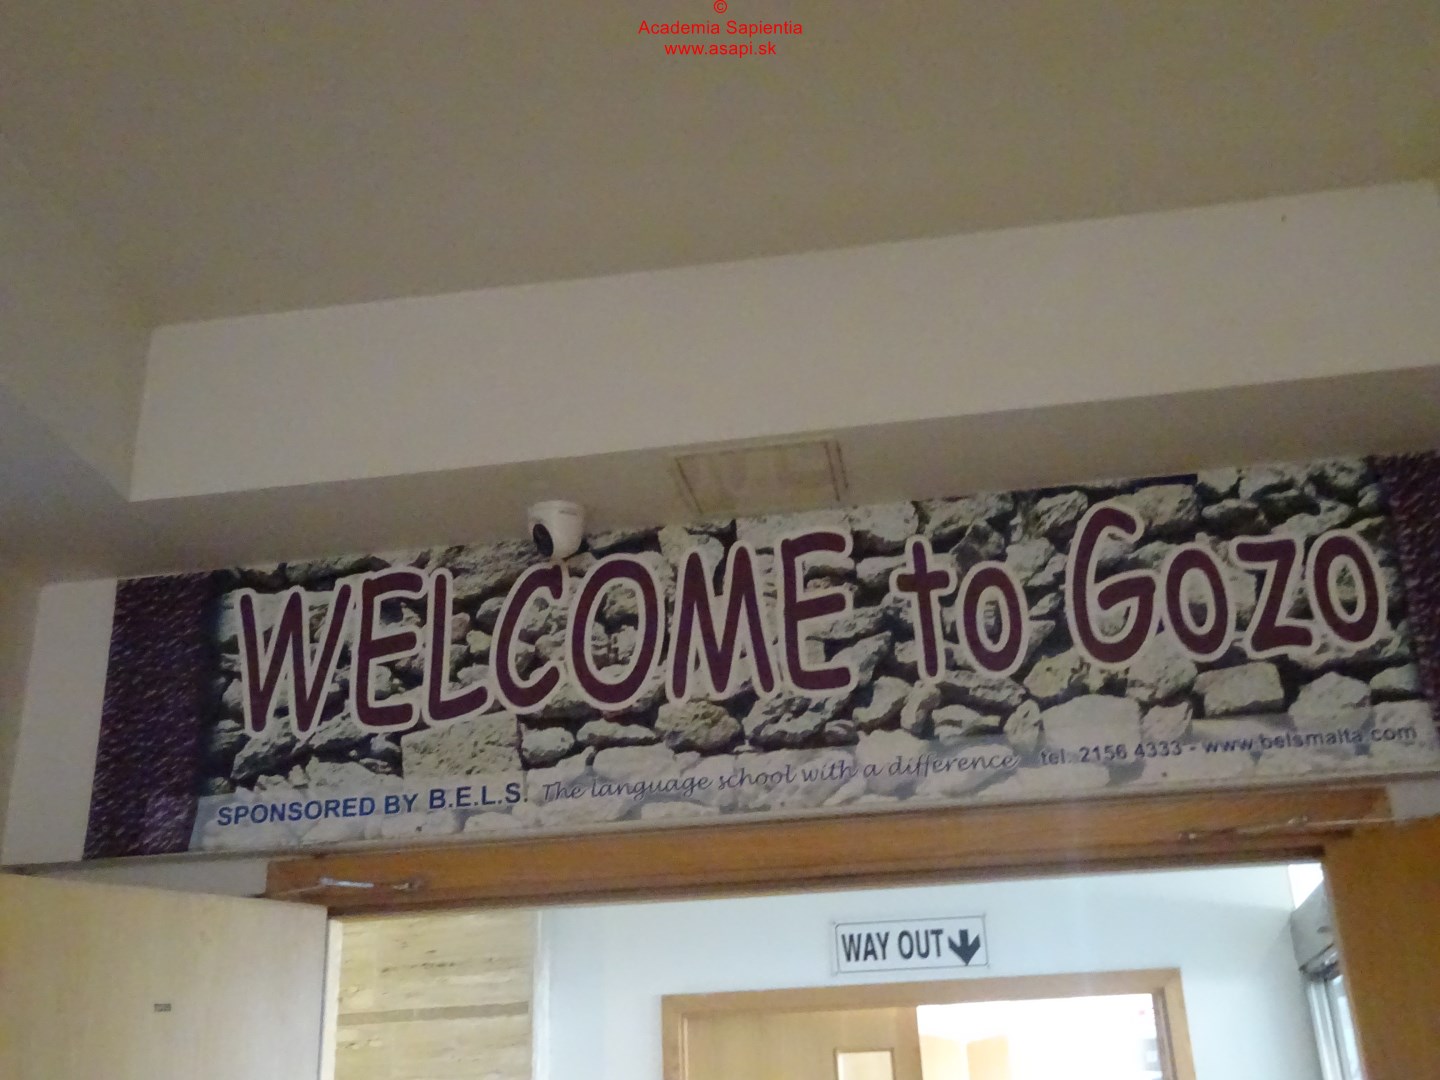 ©
Academia Sapientia
www.asapi.sk
WELCOME to Gozo
SPONSORED BY B.E.L.S. The language school with a difference tel. 2156 4333 - www.belsmalta.com
WAY OUT